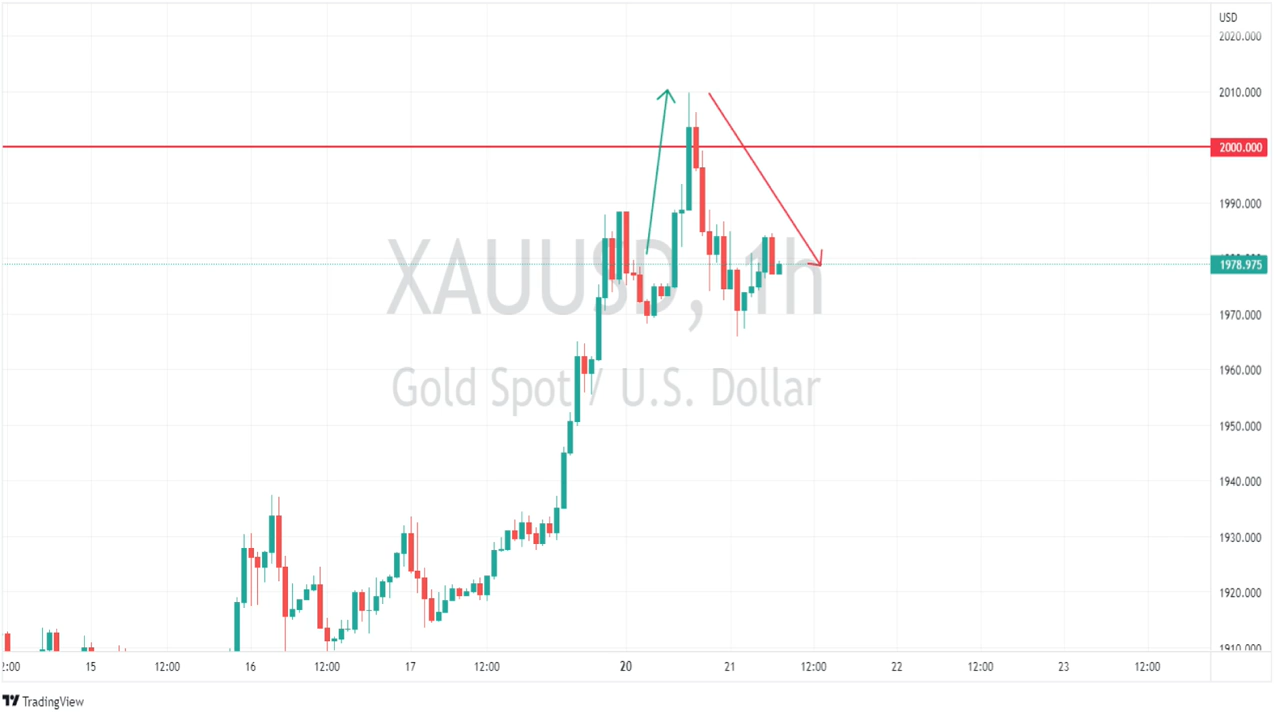 USD
2020.000
2010.000
2000.000
1990.000
1978.975
1970.000
1960.000
1950.000
1940.000
1930.000
1920.000
1910.000
XAUUSD, 1h
Gold Spot / U.S. Dollar
2:00 15 12:00 16 12:00 17 12:00 20 21 12:00 22 12:00 23 12:00
TradingView